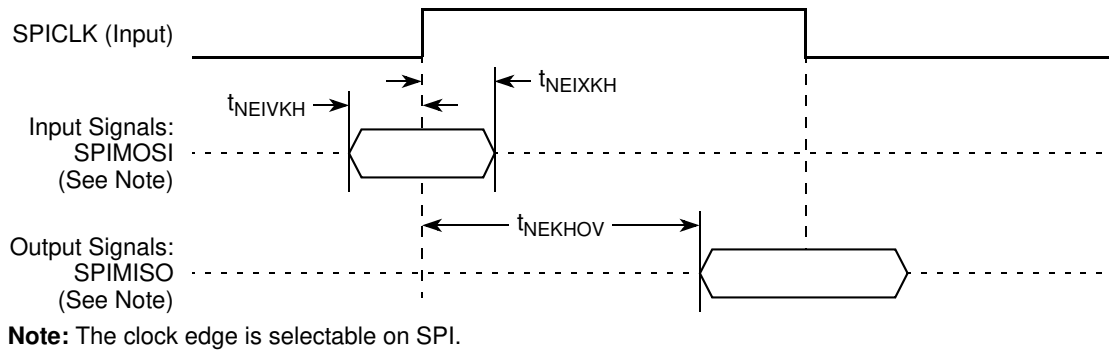 SPICLK (Input)
tNEIXKH
tNEIVKH
Input Signals:
SPIMOSI
(See Note)
tNEKHOV
Output Signals:
SPIMISO
(See Note)
Note: The clock edge is selectable on SPI.